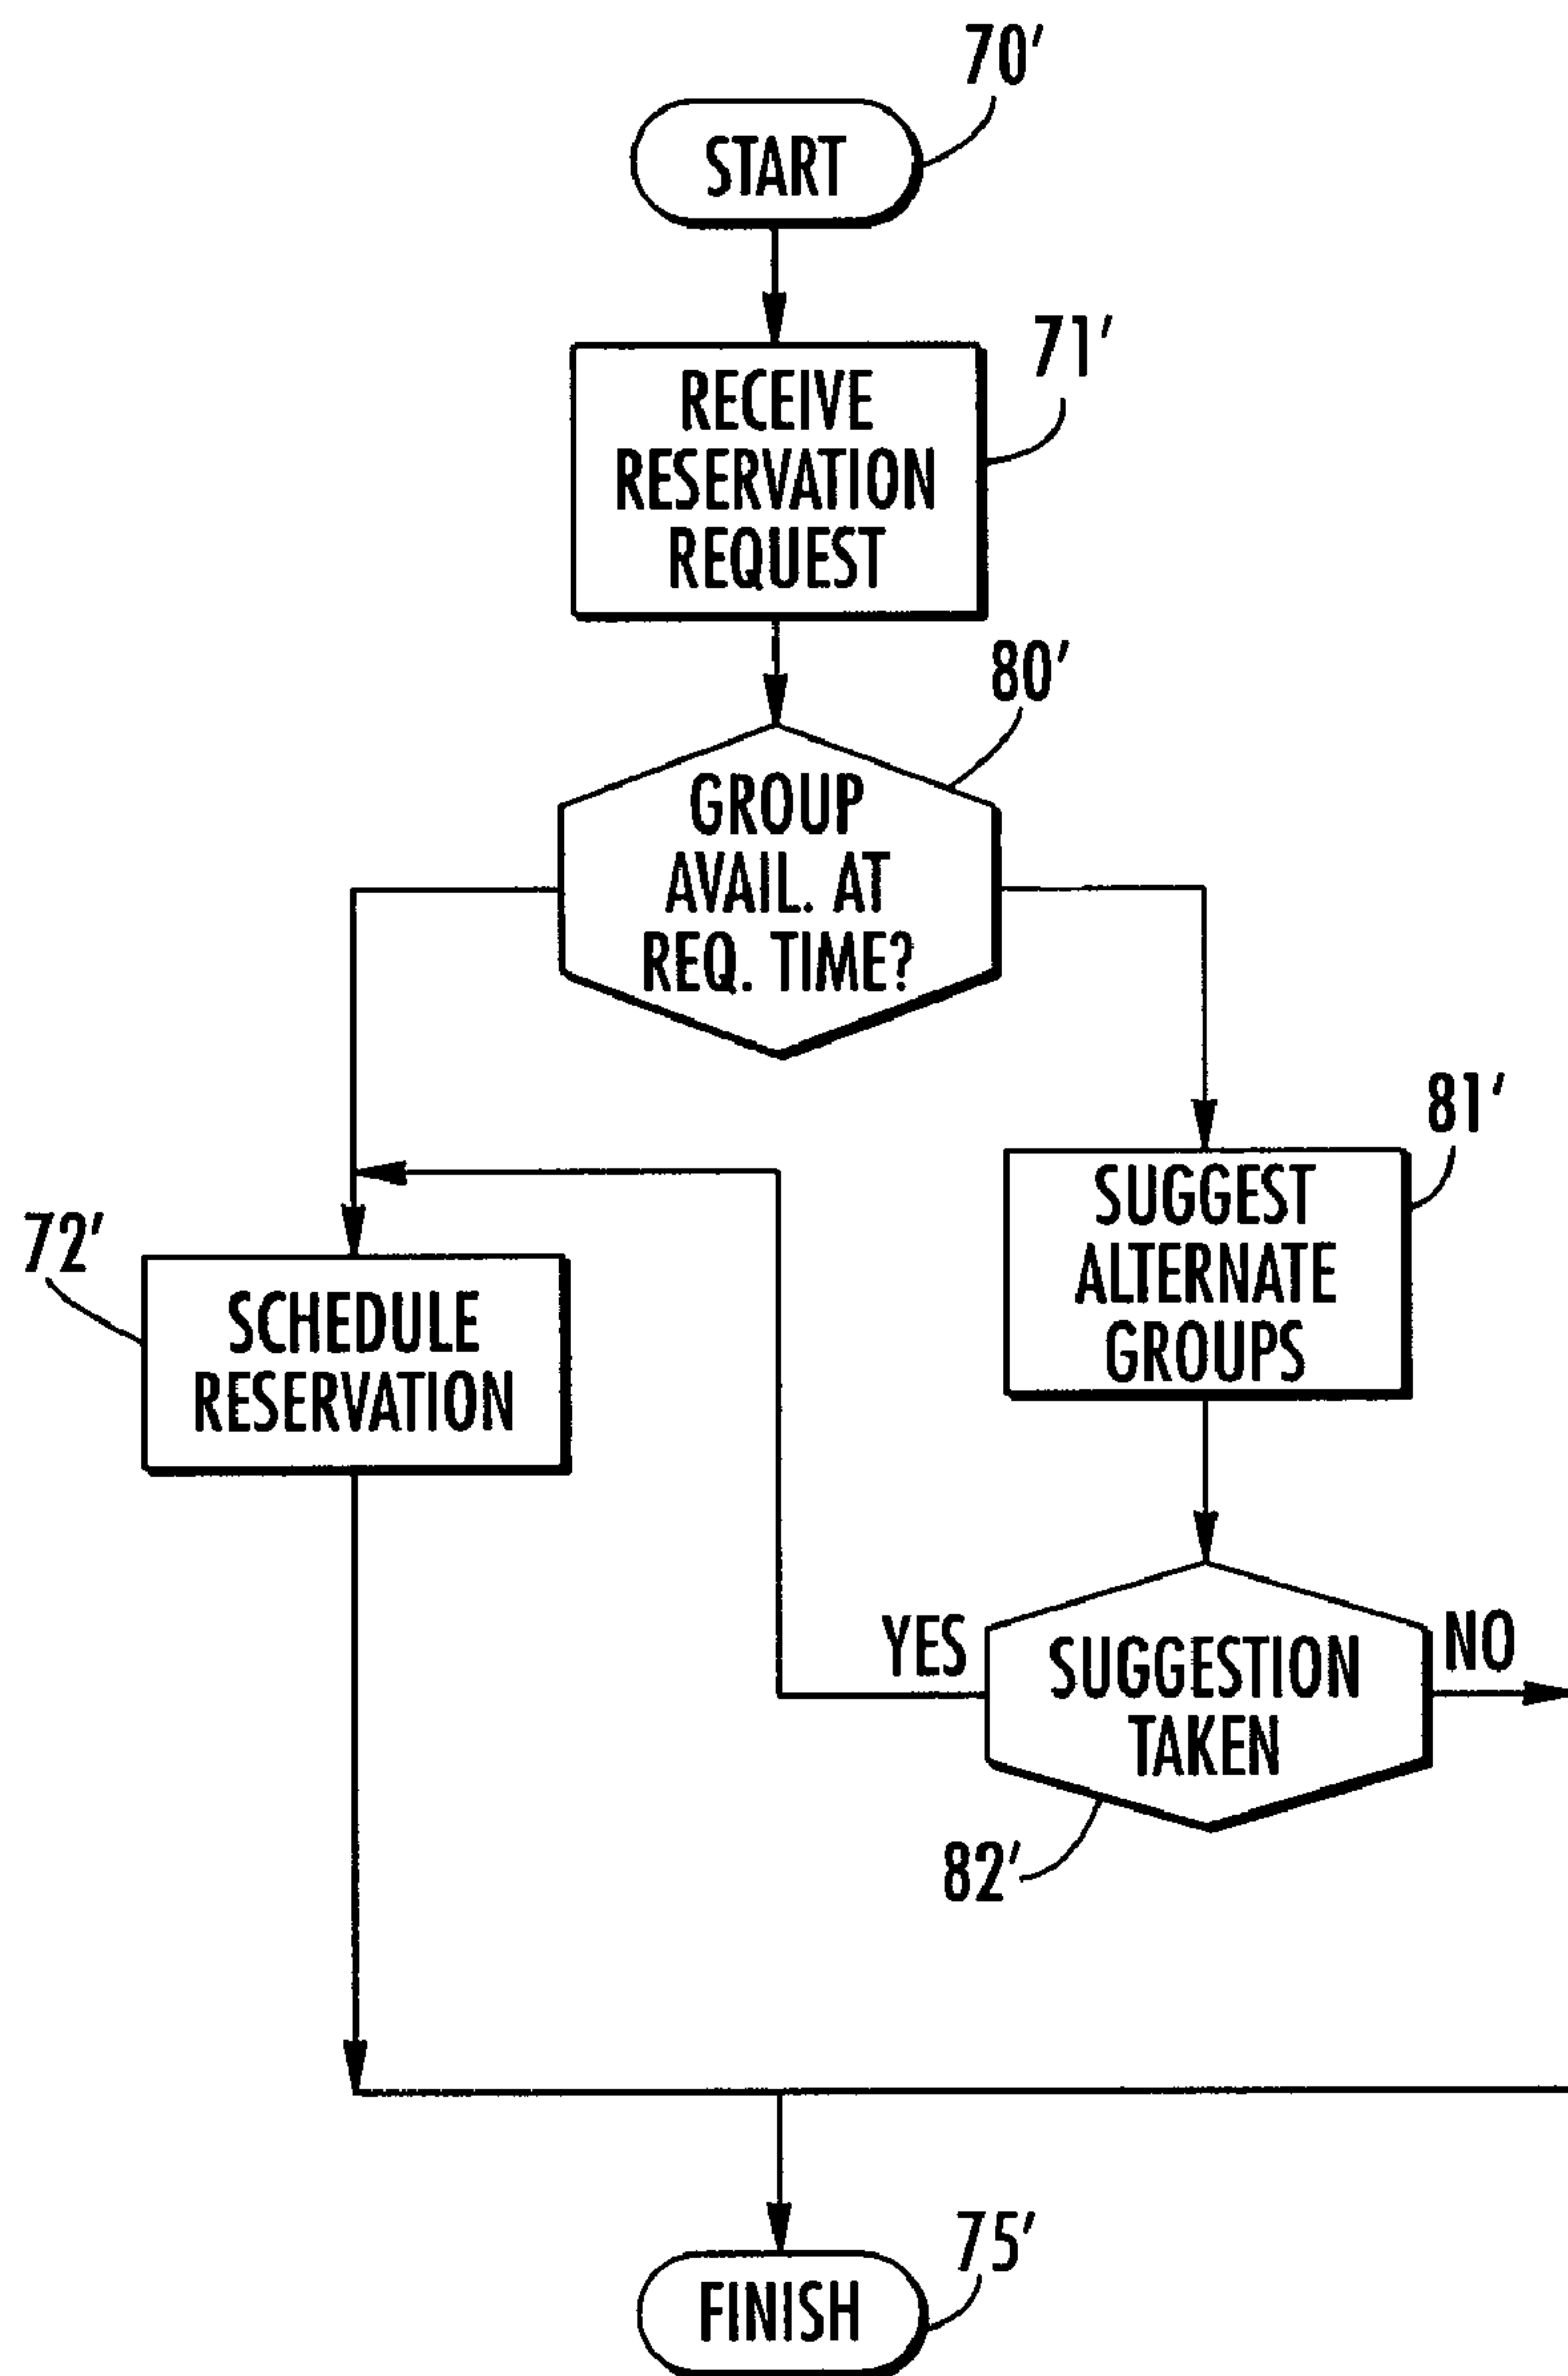 70'
START
71'
RECEIVE
RESERVATION
REQUEST
80'
GROUP
AVAIL. AT
REQ. TIME?
81'
SUGGEST
ALTERNATE
GROUPS
72'
SCHEDULE
RESERVATION
YES
NO
SUGGESTION
TAKEN
82'
75'
FINISH